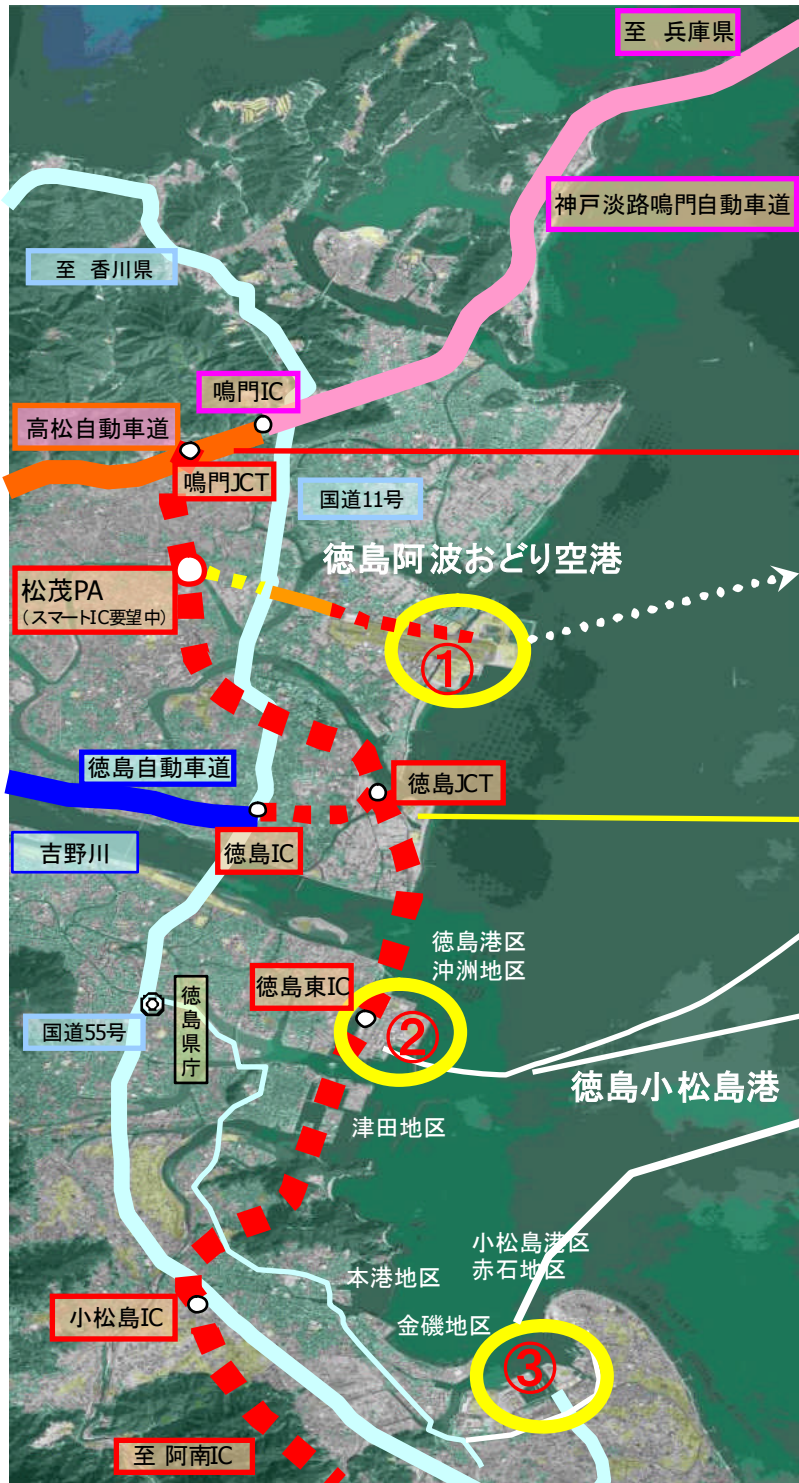 至 兵庫県
神戸淡路鳴門自動車道
至 香川県
鳴門IC
高松自動車道
鳴門JCT
国道11号
徳島阿波おどり空港
松茂PA
（スマートIC要望中）
①
徳島自動車道
徳島JCT
吉野川
徳島IC
徳島港区
沖洲地区
徳島東IC
②
徳島県庁
国道55号
徳島小松島港
津田地区
小松島港区
赤石地区
本港地区
金磯地区
小松島IC
③
至 阿南IC